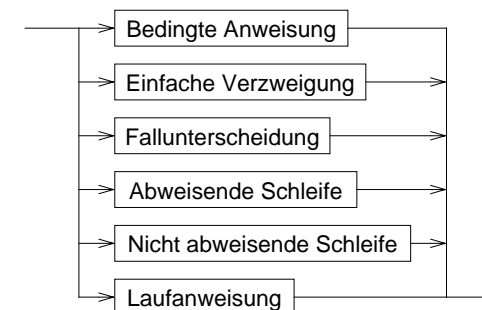 Bedingte Anweisung
Einfache Verzweigung
Fallunterscheidung
Abweisende Schleife
Nicht abweisende Schleife
Laufanweisung